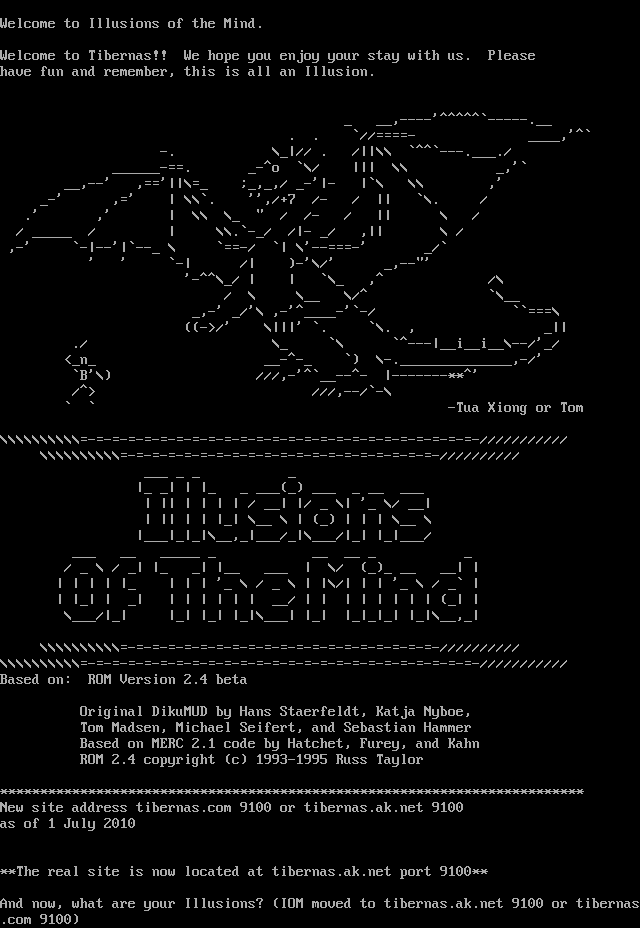 Welcome to Illusions of the Mind.
Welcome to Tibernas!!  We hope you enjoy your stay with us.  Please
have fun and remember, this is all an Illusion.
-Tua Xiong or Tom
Illusions
Of The Mind
Based on:  ROM Version 2.4 beta
Original DikuMUD by Hans Staerfeldt, Katja Nyboe,
Tom Madsen, Michael Seifert, and Sebastian Hammer
Based on MERC 2.1 code by Hatchet, Furey, and Kahn
ROM 2.4 copyright (c) 1993-1995 Russ Taylor
*************************************************************************
New site address tibernas.com 9100 or tibernas.ak.net 9100
as of 1 July 2010
**The real site is now located at tibernas.ak.net port 9100**
And now, what are your Illusions? (IOM moved to tibernas.ak.net 9100 or tibernas
.com 9100)